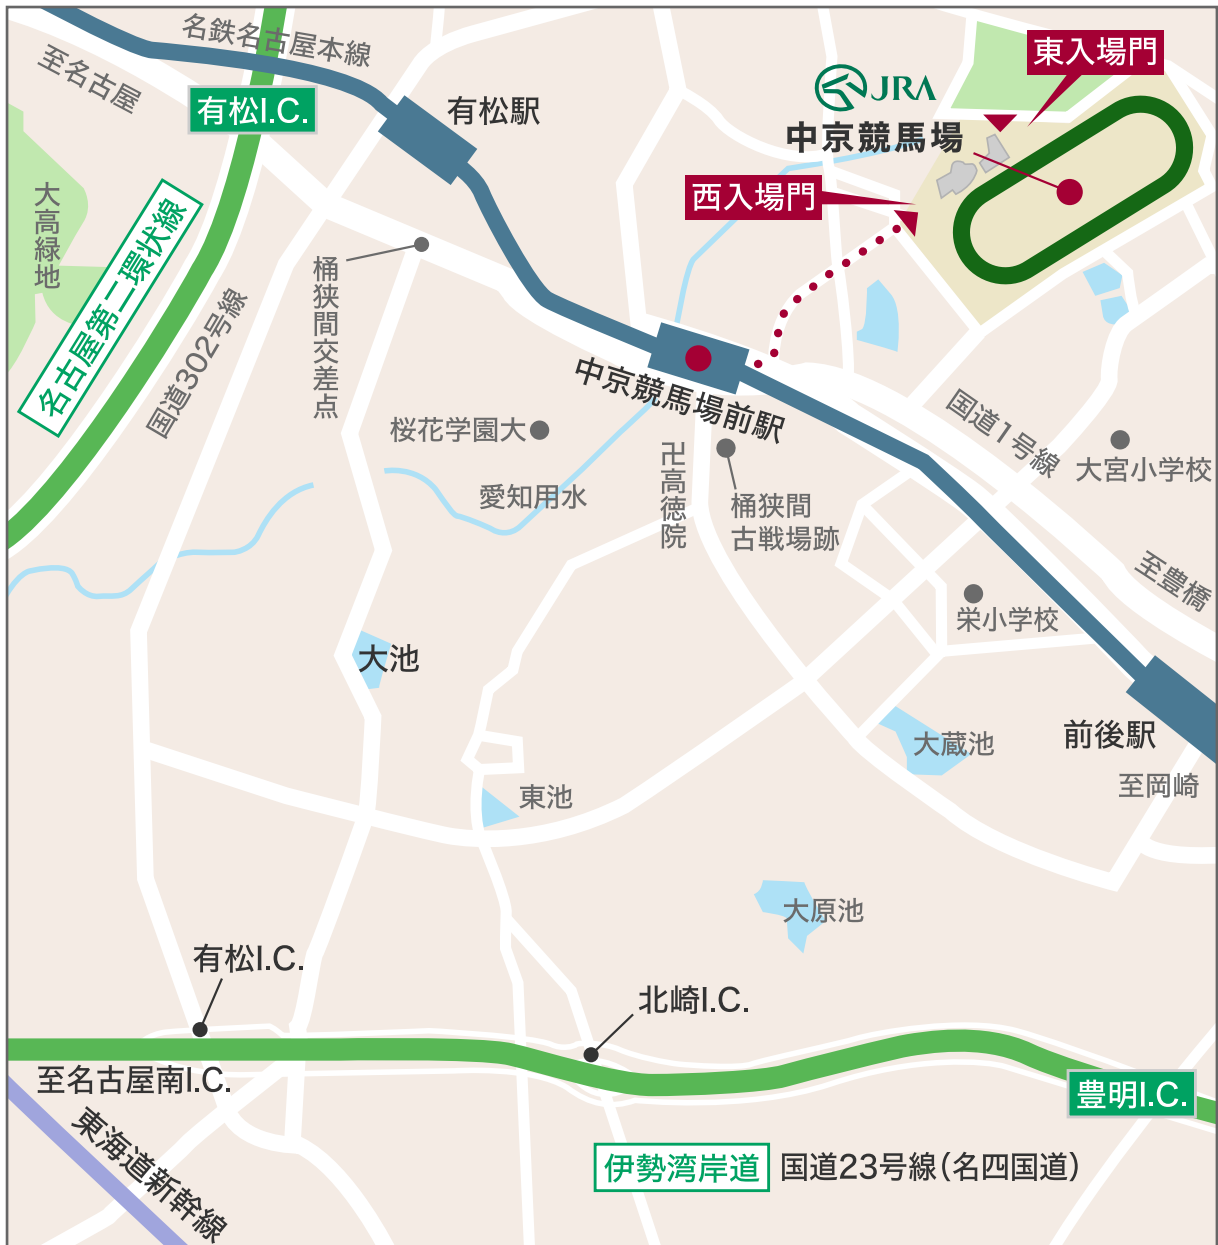 名鉄名古屋本線
至名古屋
有松I.C.
有松駅
東入場門
JRA
中京競馬場
西入場門
大高緑地
名古屋第二環状線
国道302号線
桶狭間交差点
中京競馬場前駅
桜花学園大
愛知用水
卍高徳院
桶狭間
古戦場跡
国道1号線
大宮小学校
至豊橋
栄小学校
大池
前後駅
大蔵池
至岡崎
東池
大原池
有松I.C.
北崎I.C.
至名古屋南I.C.
豊明I.C.
東海道新幹線
伊勢湾岸道
国道23号線(名四国道)